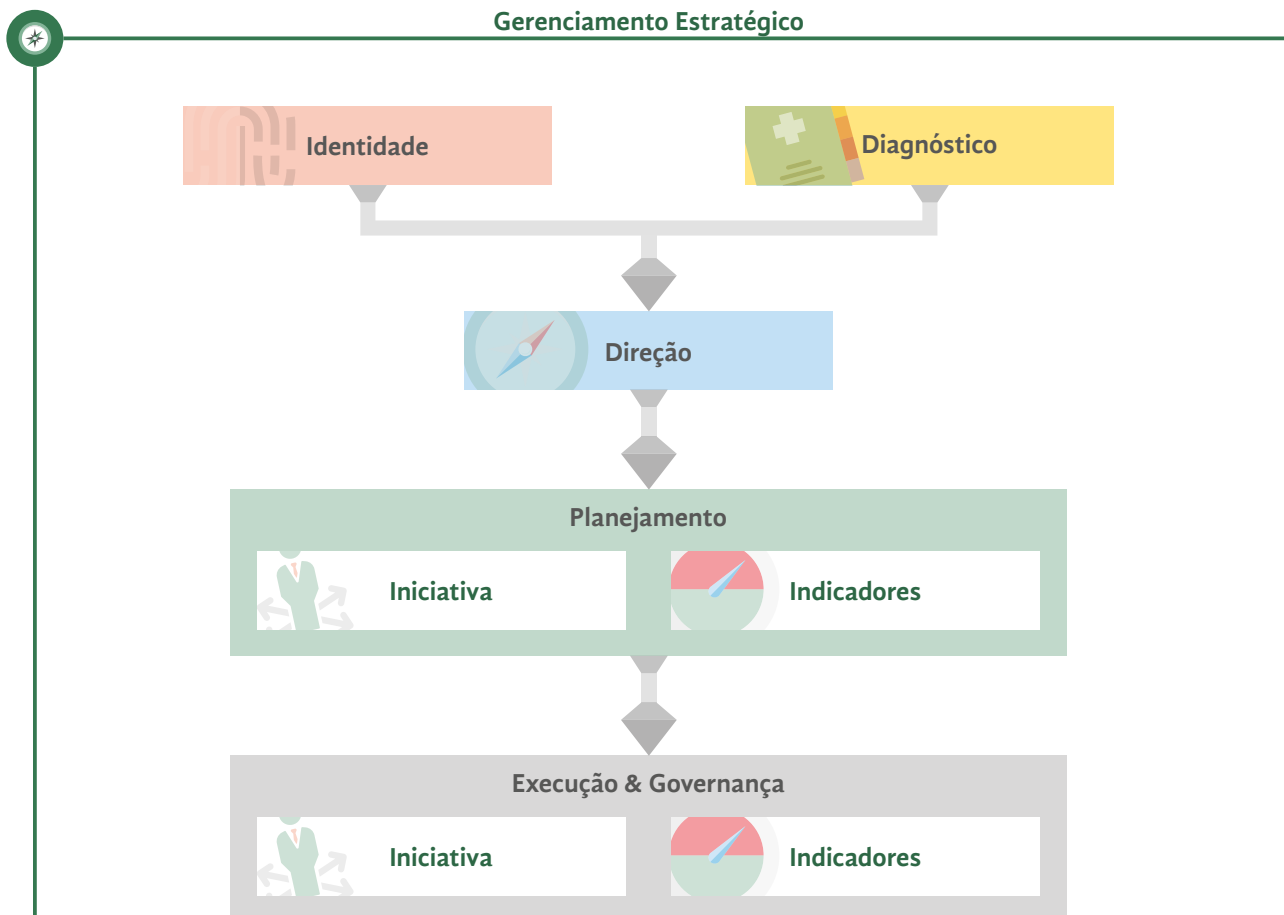 Gerenciamento Estratégico
Identidade
Diagnóstico
Direção
Planejamento
Iniciativa
Indicadores
Execução & Governança
Iniciativa
Indicadores